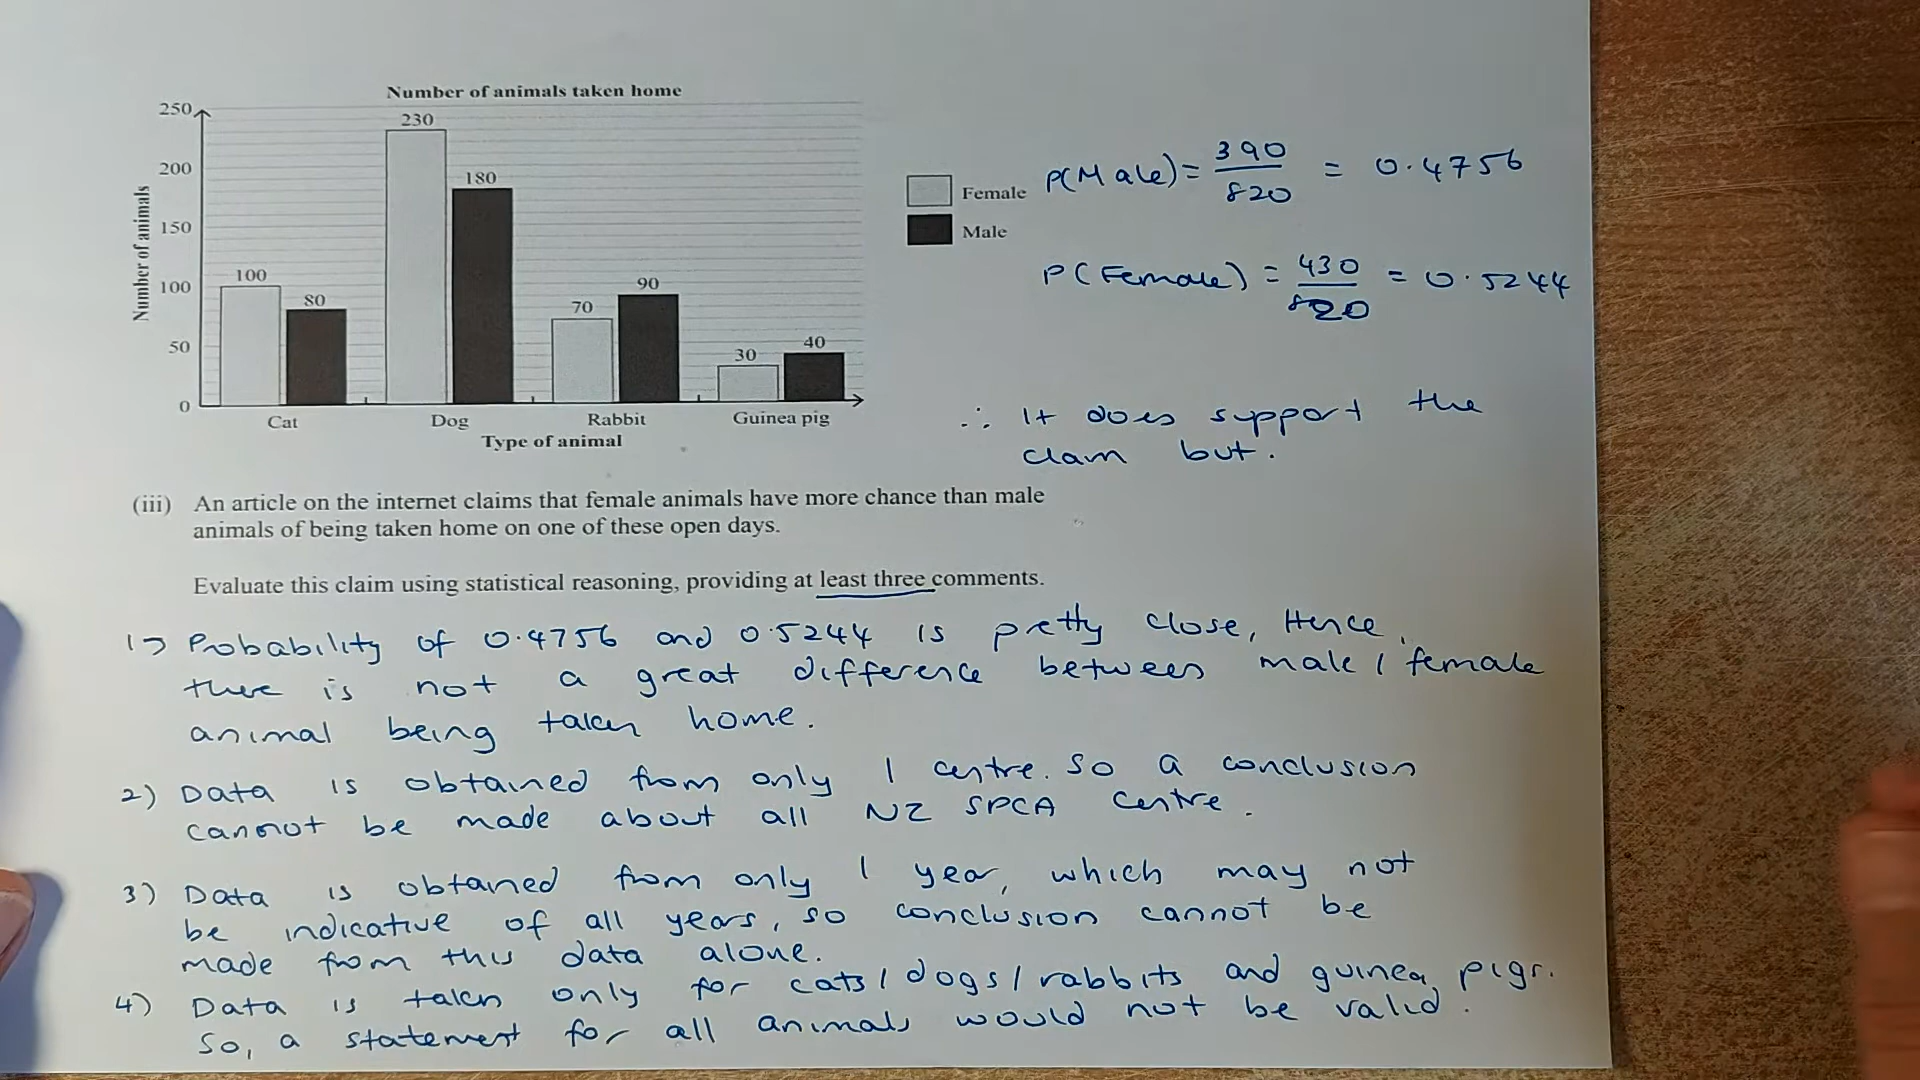 Number of animals taken home
250
200
150
100
50
0
Number of animals
100
80
230
180
70
90
30
40
Cat
Dog
Rabbit
Guinea pig
Type of animal
Female
Male
P(Male) = 390/820 = 0.4756
P(Female) = 430/820 = 0.5244
∴ It does support the
claim but.
(iii) An article on the internet claims that female animals have more chance than male
animals of being taken home on one of these open days.
Evaluate this claim using statistical reasoning, providing at least three comments.
1) Probability of 0.4756 and 0.5244 is pretty close, Hence,
there is not a great difference between male / female
animal being taken home.
2) Data is obtained from only 1 centre. So a conclusion
cannot be made about all NZ SPCA centre.
3) Data is obtained from only 1 year, which may not
be indicative of all years, so conclusion cannot be
made from this data alone.
4) Data is taken only for cats / dogs / rabbits and guinea pigs.
So, a statement for all animals would not be valid.